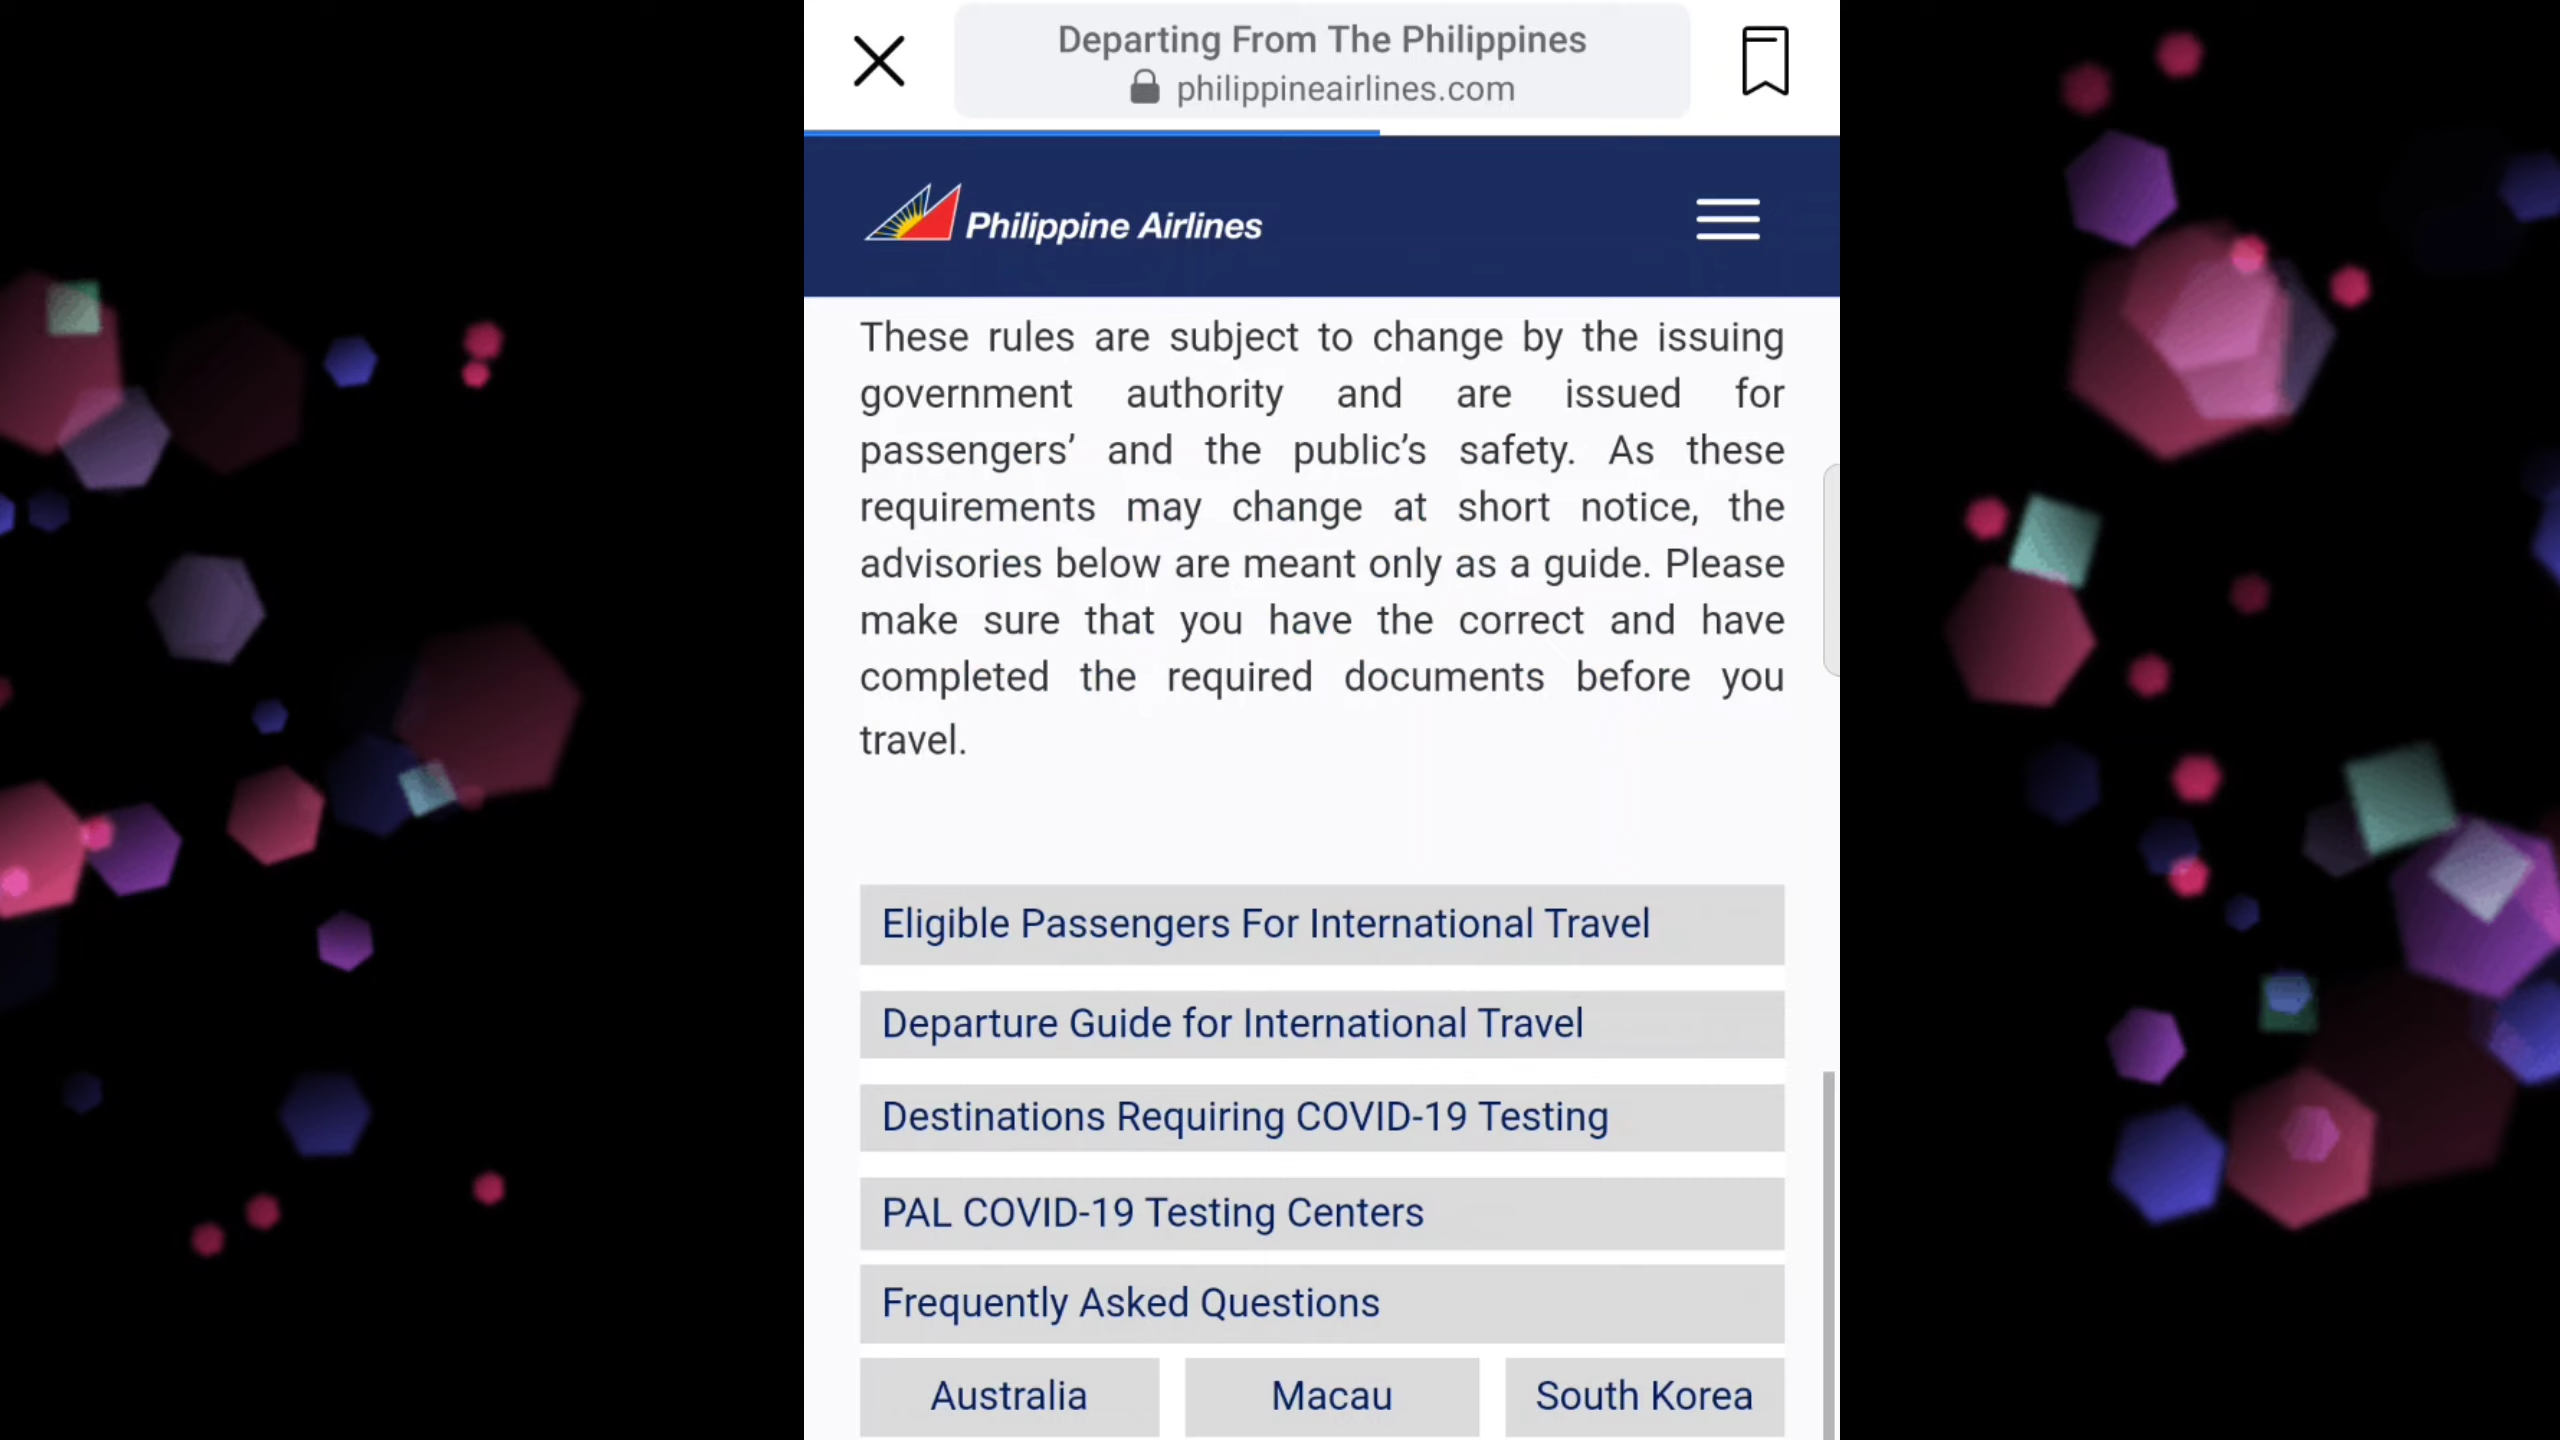 Departing From The Philippines
philippineairlines.com
Philippine Airlines
These rules are subject to change by the issuing
government authority and are issued for
passengers’ and the public’s safety. As these
requirements may change at short notice, the
advisories below are meant only as a guide. Please
make sure that you have the correct and have
completed the required documents before you
travel.
Eligible Passengers For International Travel
Departure Guide for International Travel
Destinations Requiring COVID-19 Testing
PAL COVID-19 Testing Centers
Frequently Asked Questions
Australia
Macau
South Korea